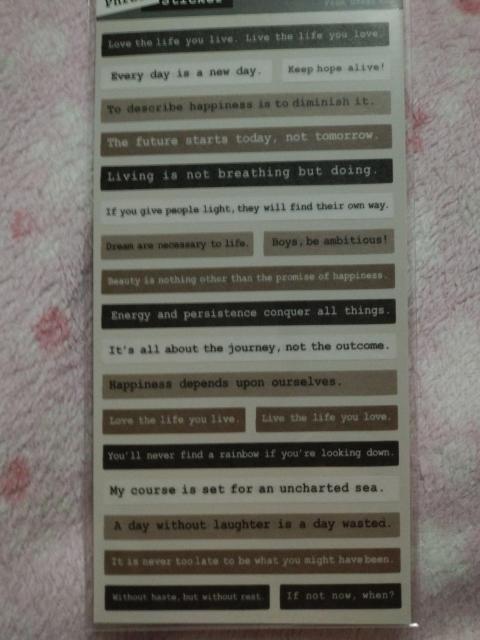 Sticker
Love the life you live. Live the life you love.
Every day is a new day. Keep hope alive!
To describe happiness is to diminish it.
The future starts today, not tomorrow.
Living is not breathing but doing.
If you give people light, they will find their own way.
Dream are necessary to life. Boys, be ambitious!
Beauty is nothing other than the promise of happiness.
Energy and persistence conquer all things.
It's all about the journey, not the outcome.
Happiness depends upon ourselves.
Love the life you live. Live the life you love.
You'll never find a rainbow if you're looking down.
My course is set for an uncharted sea.
A day without laughter is a day wasted.
It is never too late to be what you might have been.
Without haste, but without rest. If not now, when?